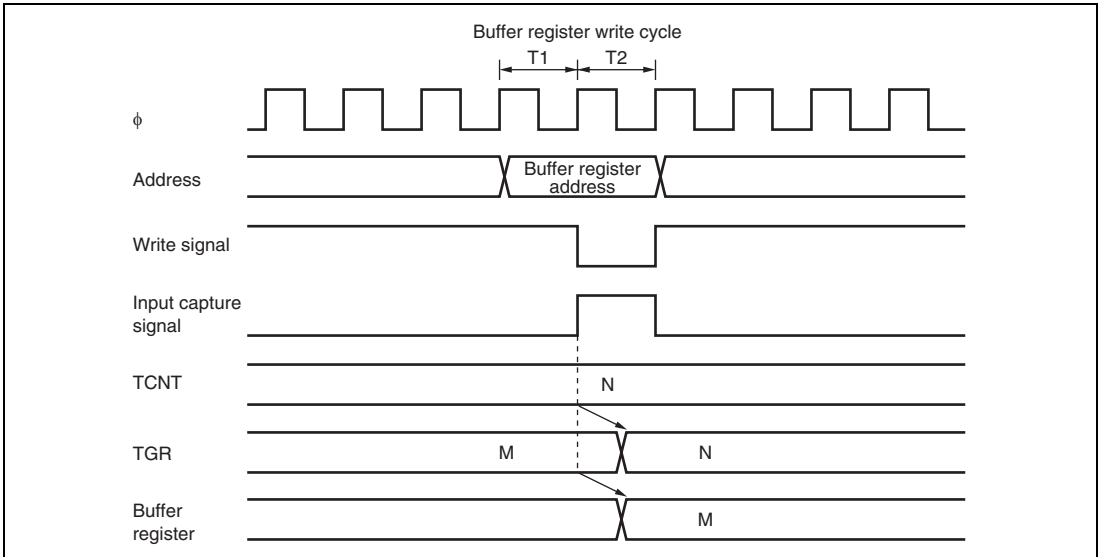 Buffer register write cycle
T1 T2
ϕ
Address
Buffer register
address
Write signal
Input capture
signal
TCNT
N
TGR
M
N
Buffer
register
M